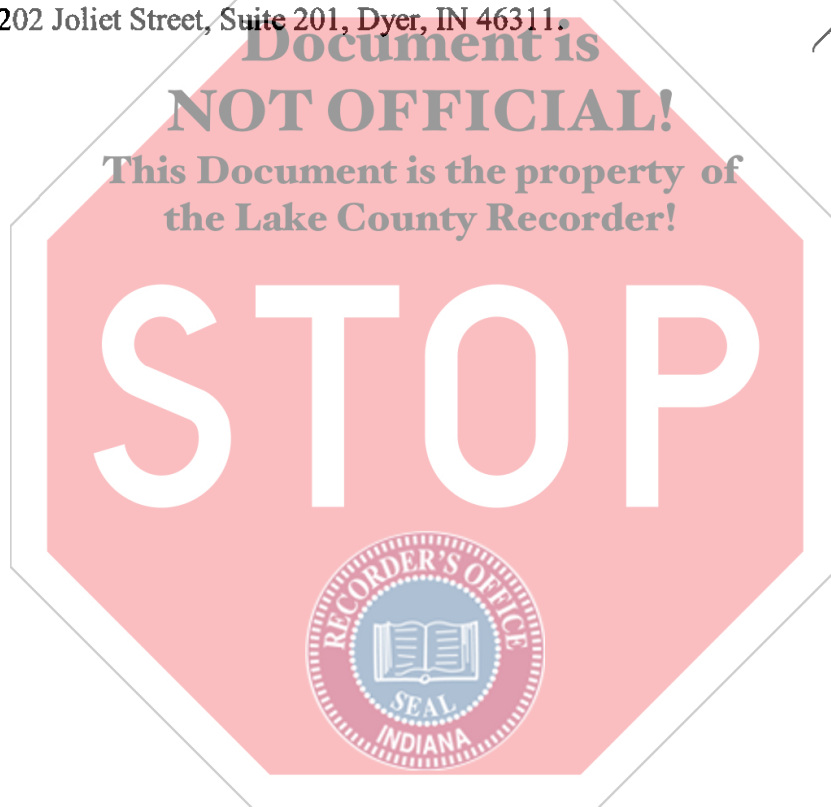 202 Joliet Street, Suite 201, Dyer, IN 46311.
Document is
NOT OFFICIAL!
This Document is the property of
the Lake County Recorder!
STOP
RECORDER'S OFFICE
SEAL
INDIANA